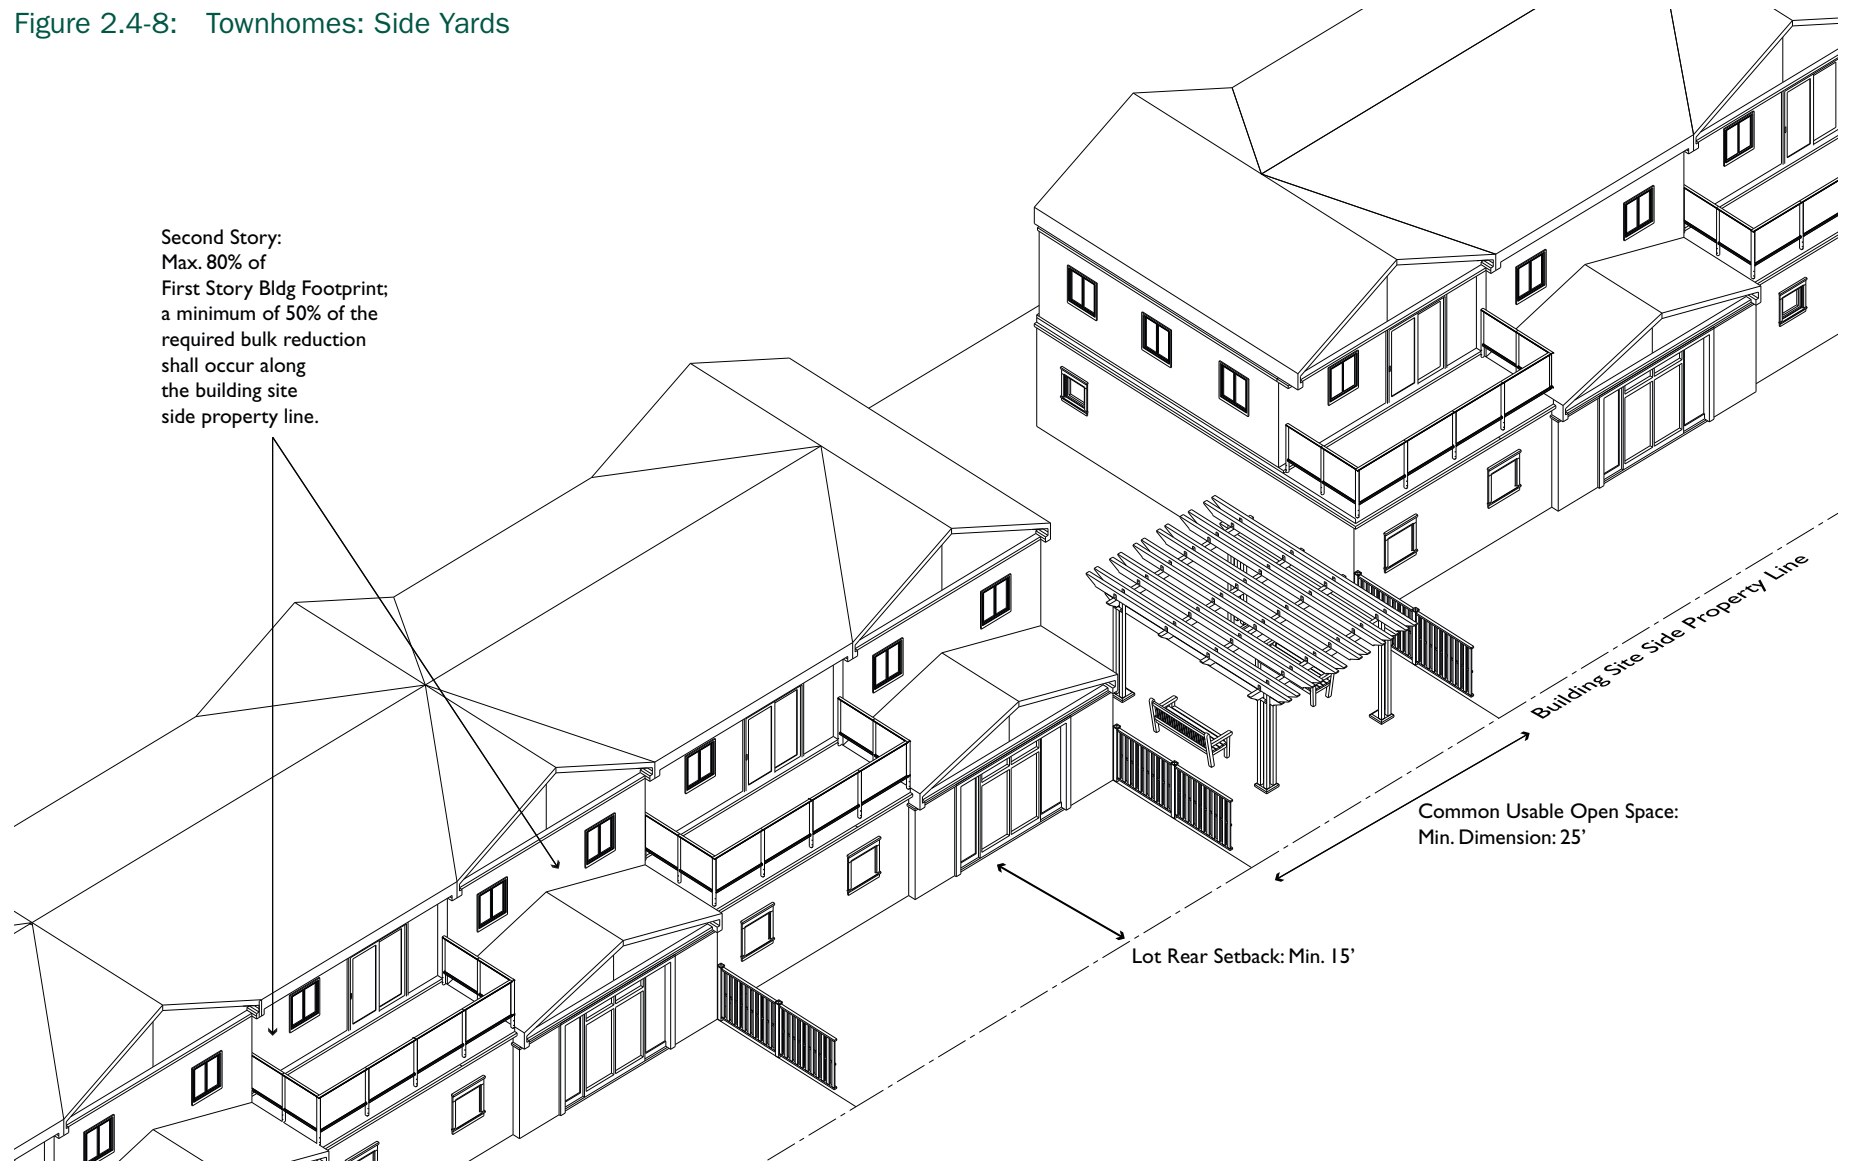 Figure 2.4-8: Townhomes: Side Yards
Second Story:
Max. 80% of
First Story Bldg Footprint;
a minimum of 50% of the
required bulk reduction
shall occur along
the building site
side property line.
Building Site Side Property Line
Common Usable Open Space:
Min. Dimension: 25’
Lot Rear Setback: Min. 15’